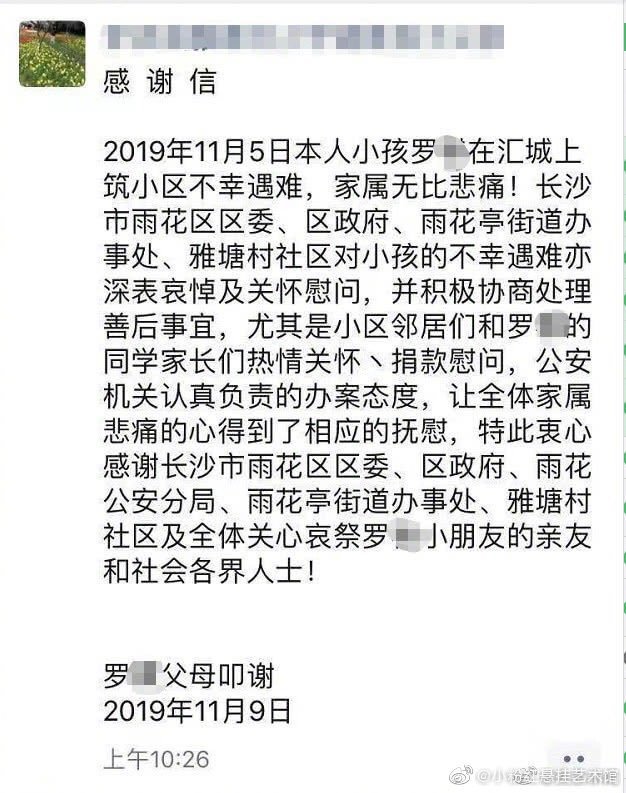 感 谢 信
2019年11月5日本人小孩罗 在汇城上
筑小区不幸遇难，家属无比悲痛！长沙
市雨花区区委、区政府、雨花亭街道办
事处、雅塘村社区对小孩的不幸遇难亦
深表哀悼及关怀慰问，并积极协商处理
善后事宜，尤其是小区邻居们和罗 的
同学家长们热情关怀丶捐款慰问，公安
机关认真负责的办案态度，让全体家属
悲痛的心得到了相应的抚慰，特此衷心
感谢长沙市雨花区区委、区政府、雨花
公安分局、雨花亭街道办事处、雅塘村
社区及全体关心哀祭罗 小朋友的亲友
和社会各界人士！
罗 父母叩谢
2019年11月9日
上午10:26
@小粉红悬挂艺术馆